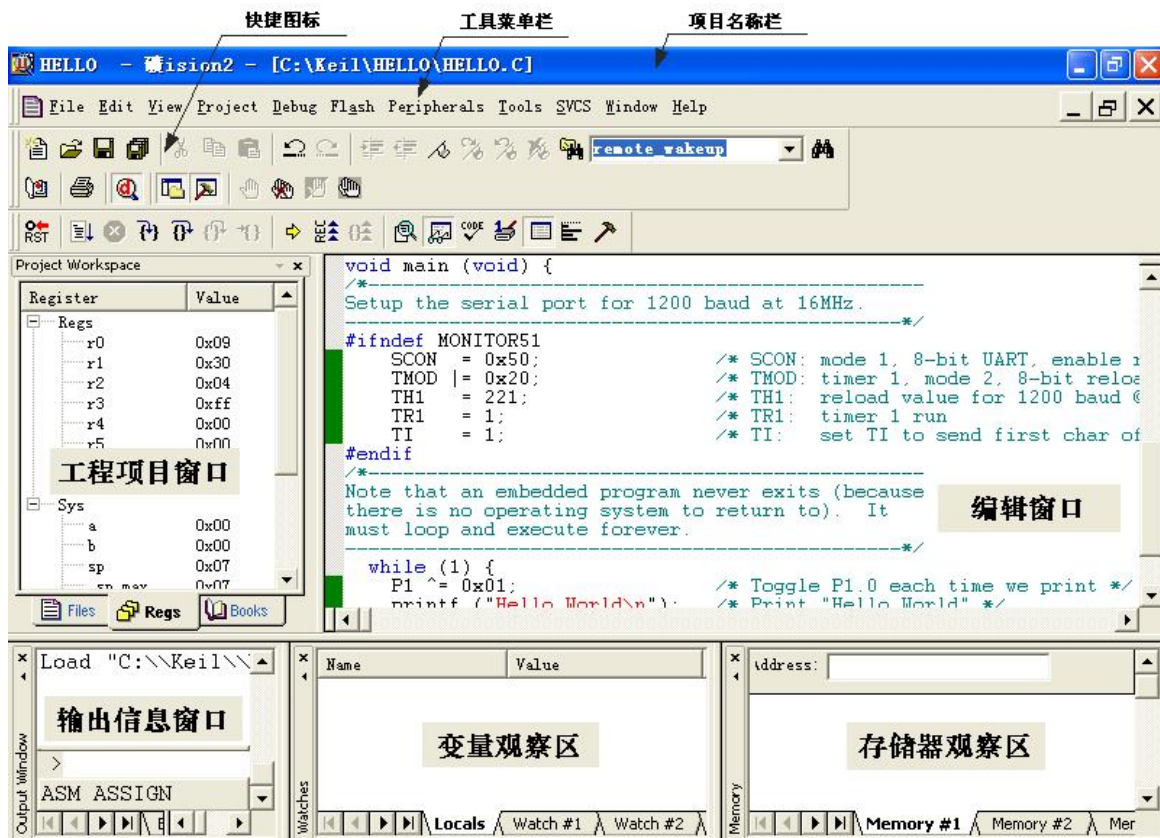 快捷图标 工具菜单栏 项目名称栏
HELLO - 礦ision2 - [C:\Keil\HELLO\HELLO.C]
File Edit View Project Debug Flash Peripherals Tools SVCS Window Help
remote_wakeup
RST CODE
Project Workspace
Register Value
Regs
r0 0x09
r1 0x30
r2 0x04
r3 0xff
r4 0x00
r5 0x00
工程项目窗口
Sys
a 0x00
b 0x00
sp 0x07
sp_max 0x07
Files Regs Books
void main (void) {
/*------------------------------------------------
Setup the serial port for 1200 baud at 16MHz.
------------------------------------------------*/
#ifndef MONITOR51
SCON = 0x50; /* SCON: mode 1, 8-bit UART, enable r
TMOD |= 0x20; /* TMOD: timer 1, mode 2, 8-bit reloa
TH1 = 221; /* TH1: reload value for 1200 baud @
TR1 = 1; /* TR1: timer 1 run
TI = 1; /* TI: set TI to send first char of
#endif
/*------------------------------------------------
Note that an embedded program never exits (because
there is no operating system to return to). It
must loop and execute forever.
------------------------------------------------*/
编辑窗口
while (1) {
P1 ^= 0x01; /* Toggle P1.0 each time we print */
printf ("Hello World\n"); /* Print "Hello World" */
Load "C:\\Keil\\
输出信息窗口
>
ASM ASSIGN
Output Window
Name Value
变量观察区
Watches
Locals Watch #1 Watch #2
Address:
存储器观察区
Memory
Memory #1 Memory #2 Mer